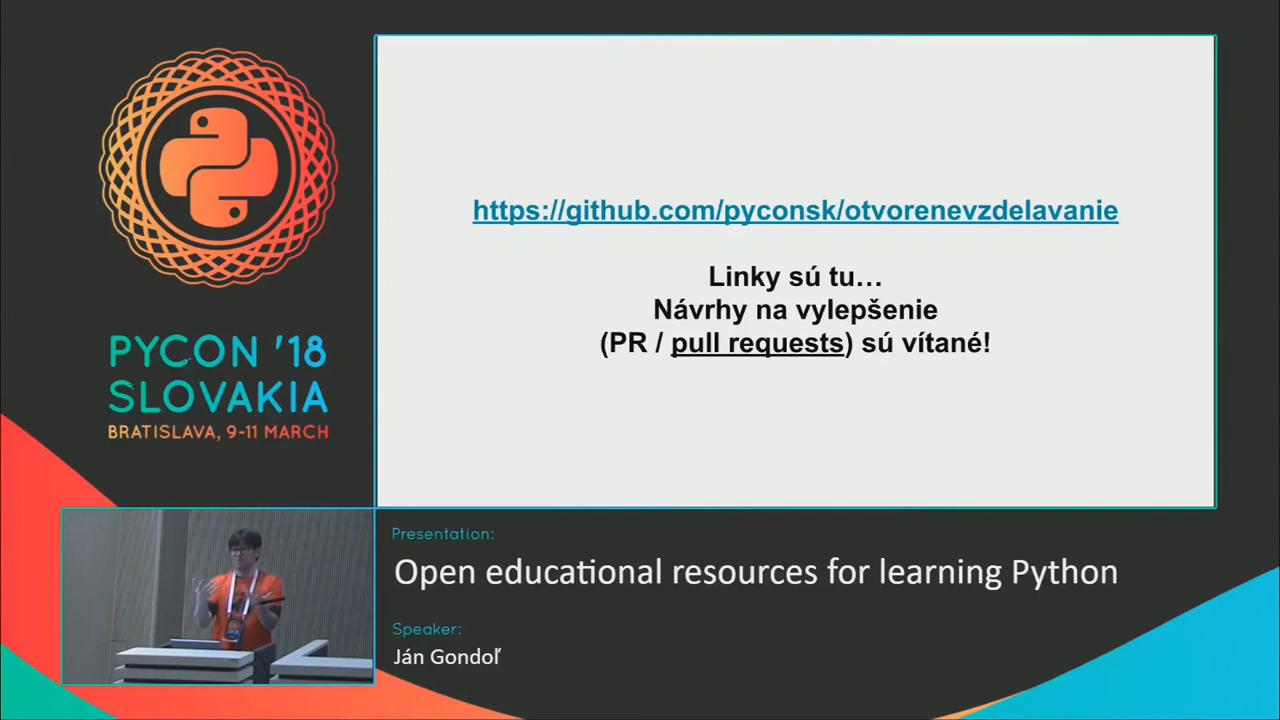 PYCON '18
SLOVAKIA
BRATISLAVA, 9-11 MARCH
https://github.com/pyconsk/otvorenevzdelavanie
Linky sú tu…
Návrhy na vylepšenie
(PR / pull requests) sú vítané!
Presentation:
Open educational resources for learning Python
Speaker:
Ján Gondoľ